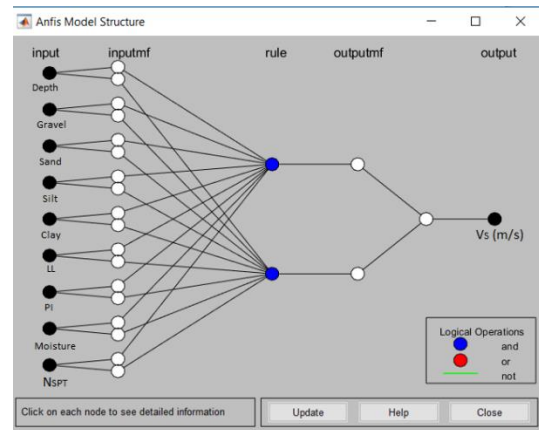 Anfis Model Structure
input inputmf rule outputmf output
Depth
Gravel
Sand
Silt
Clay
LL
PI
Moisture
NSPT
Vs (m/s)
Logical Operations
and
or
not
Click on each node to see detailed information
Update Help Close